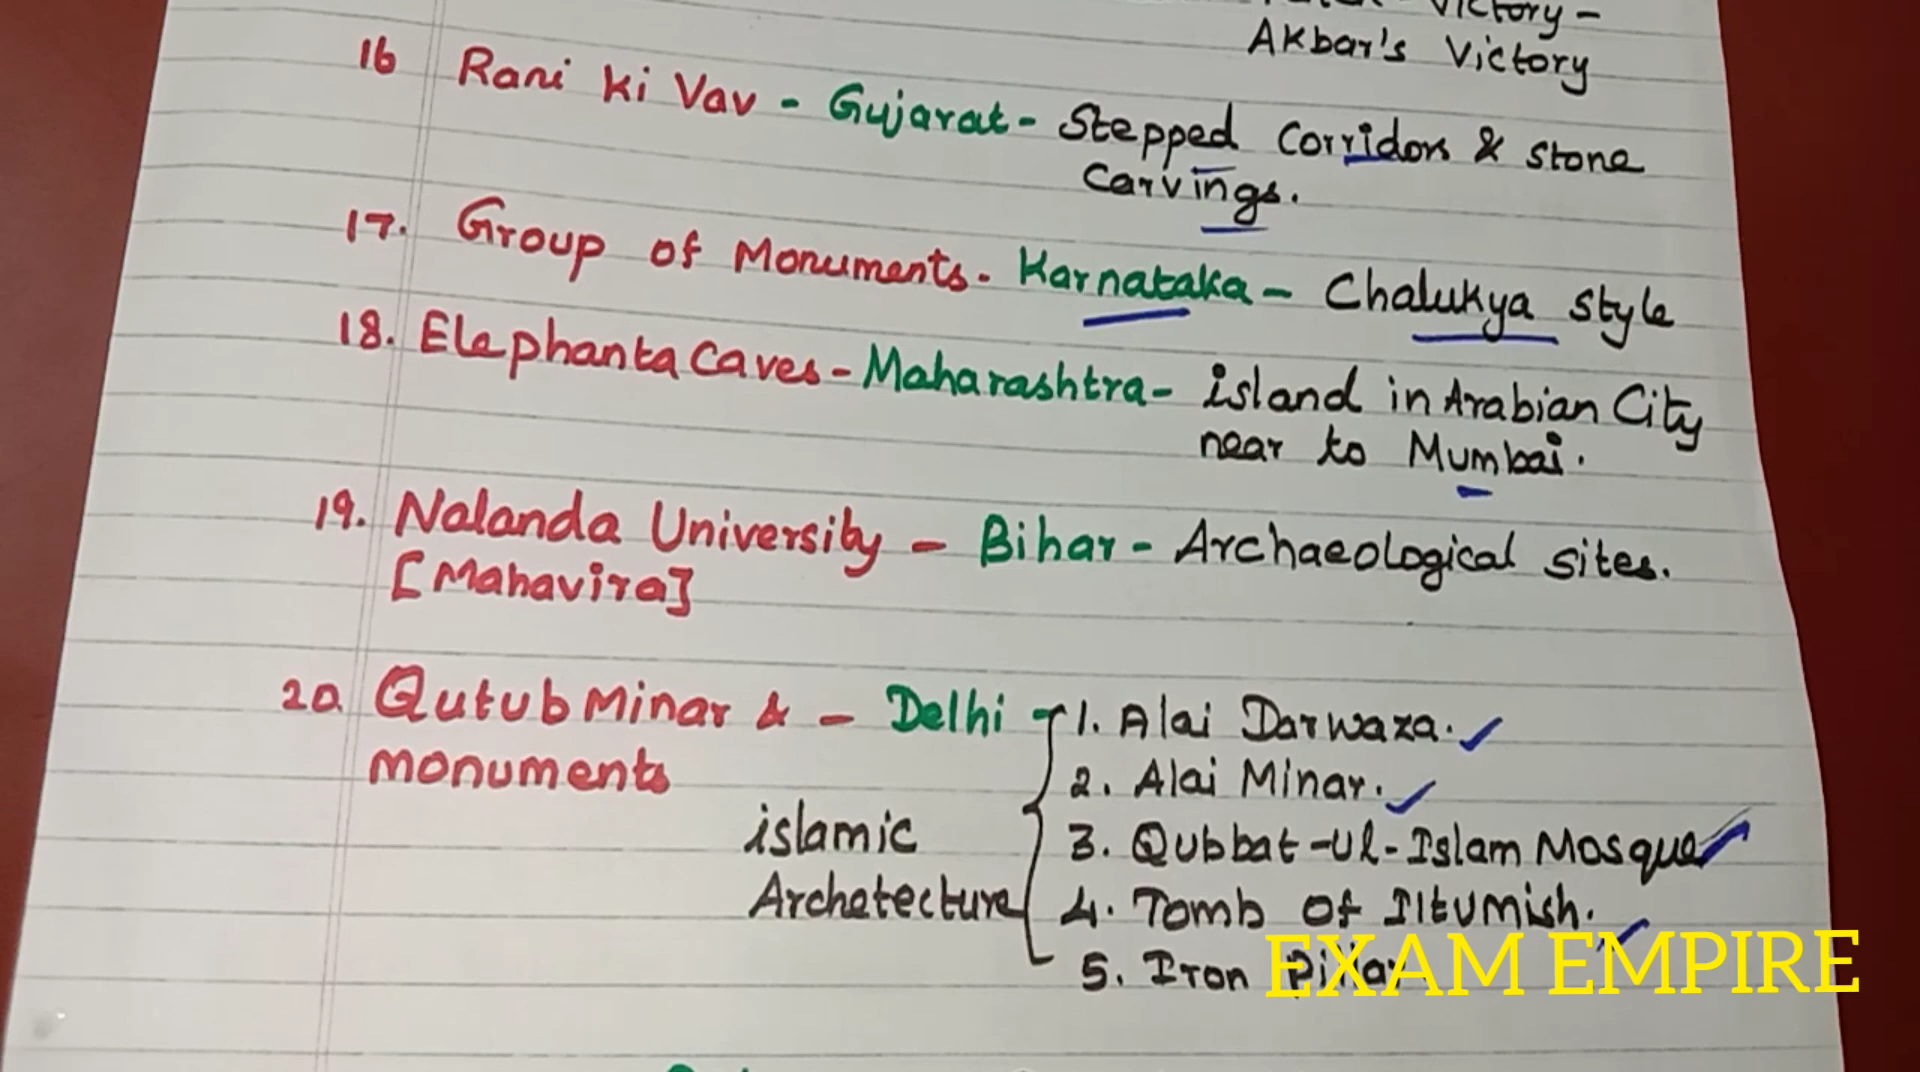 Victory -
Akbar's Victory
16 Rani ki Vav - Gujarat - Stepped Corridors & Stone
Carvings.
17. Group of Monuments - Karnataka - Chalukya Style
18. Elephanta Caves - Maharashtra - island in Arabian City
near to Mumbai.
19. Nalanda University - Bihar - Archaeological sites.
[Mahavira]
20. Qutub Minar & - Delhi - 1. Alai Darwaza.
monuments
2. Alai Minar.
islamic
3. Qubbat-Ul-Islam Mosque
Archetecture
4. Tomb Of Iltumish.
5. Iron Pillar
EXAM EMPIRE